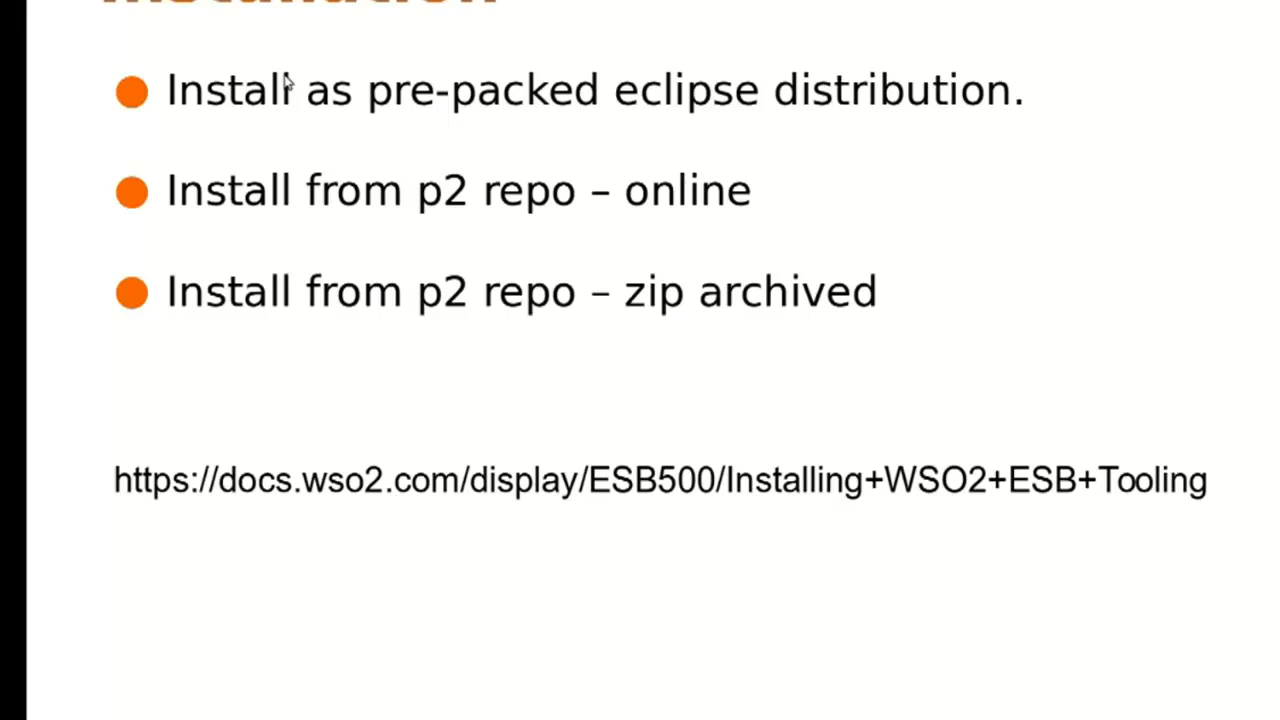 Installation
Install as pre-packed eclipse distribution.
Install from p2 repo – online
Install from p2 repo – zip archived
https://docs.wso2.com/display/ESB500/Installing+WSO2+ESB+Tooling